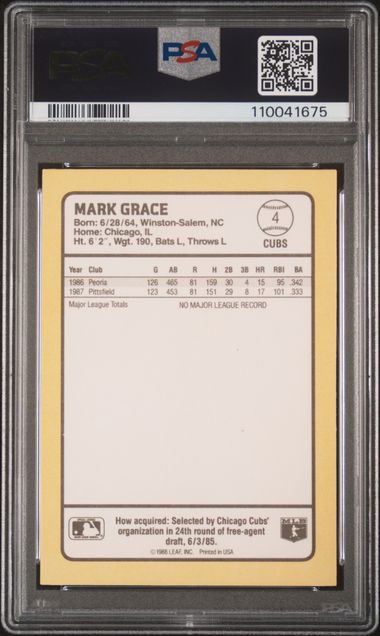 PSA
PSA
110041675
MARK GRACE
Born: 6/28/64, Winston-Salem, NC
Home: Chicago, IL
Ht. 6'2", Wgt. 190, Bats L, Throws L
4
CUBS
Year Club G AB R H 2B 3B HR RBI BA
1986 Peoria 126 465 81 159 30 4 15 95 .342
1987 Pittsfield 123 453 81 151 29 8 17 101 .333
Major League Totals NO MAJOR LEAGUE RECORD
How acquired: Selected by Chicago Cubs'
organization in 24th round of free-agent
draft, 6/3/85.
© 1988 LEAF, INC. Printed in USA
MLB
PSA